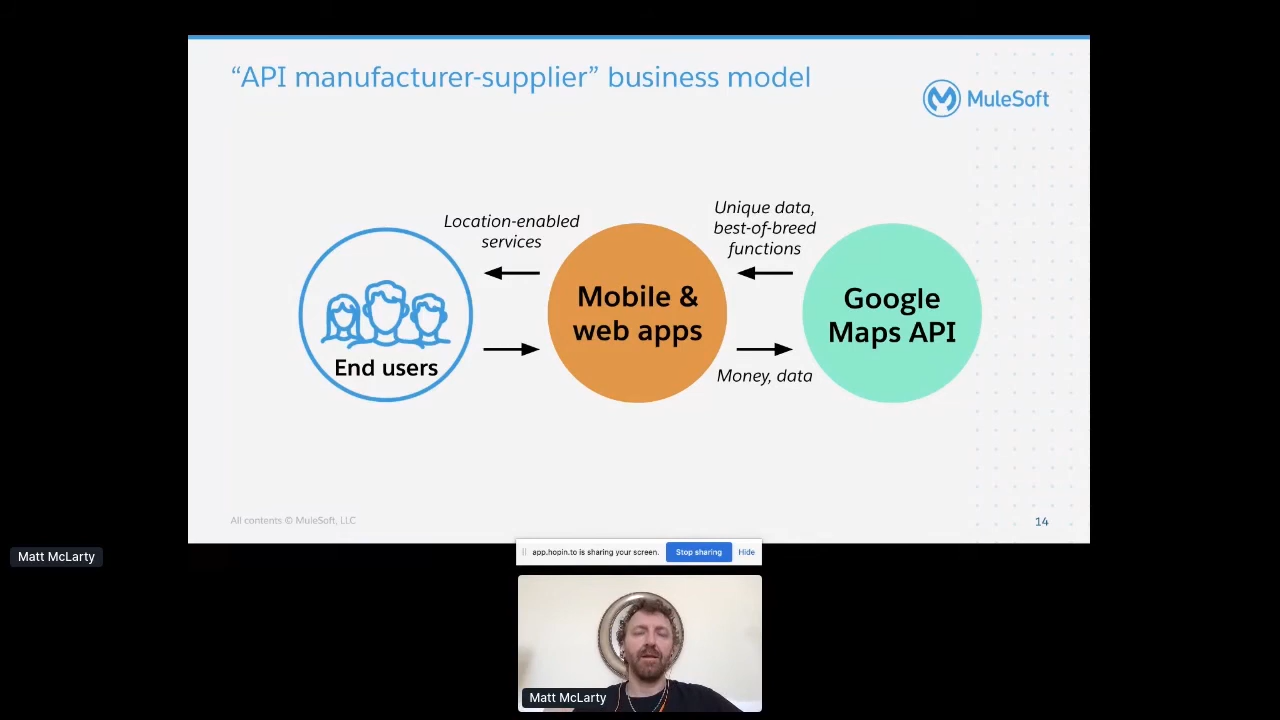 “API manufacturer-supplier” business model
MuleSoft
Location-enabled
services
Unique data,
best-of-breed
functions
End users
Mobile &
web apps
Google
Maps API
Money, data
All contents © MuleSoft, LLC
14
Matt McLarty
app.hopin.to is sharing your screen.
Stop sharing
Hide
Matt McLarty